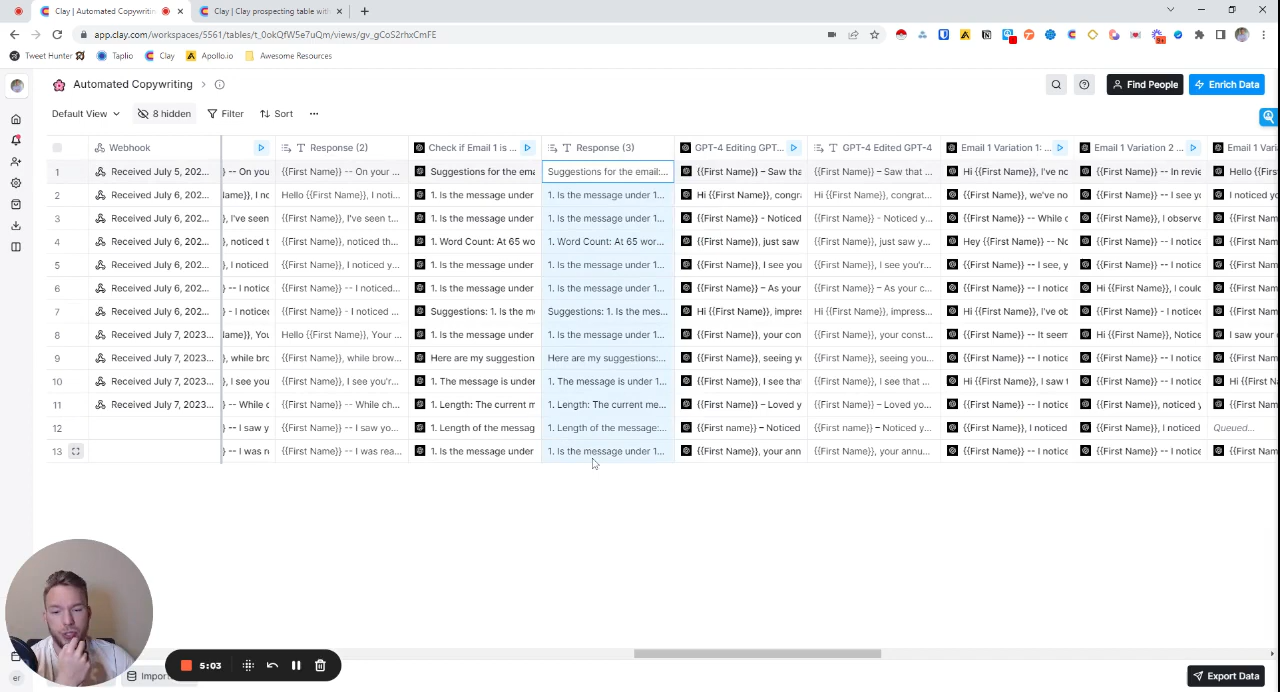 Clay | Automated Copywriting
Clay | Clay prospecting table with
app.clay.com/workspaces/5561/tables/t_0okQfW5e7uQm/views/gv_gCoS2rhxCmFE
Tweet Hunter
Taplio
Clay
Apollo.io
Awesome Resources
Automated Copywriting
Find People
Enrich Data
Default View
8 hidden
Filter
Sort
Webhook
Response (2)
Check if Email 1 is ...
Response (3)
GPT-4 Editing GPT...
GPT-4 Edited GPT-4
Email 1 Variation 1: ...
Email 1 Variation 2 ...
Email 1 Vari
1 Received July 5, 202... } -- On you {{First Name}} -- On your ... Suggestions for the ema Suggestions for the email:... {{First Name}} – Saw tha {{First Name}} – Saw that ... Hi {{First Name}}, I've no {{First Name}} -- In revie Hello {{First
2 Received July 6, 202... lame}}, I no Hello {{First Name}}, I noti... 1. Is the message under 1. Is the message under 1... Hi {{First Name}}, congra Hi {{First Name}}, congrat... {{First Name}}, we've no {{First Name}}, I observe I noticed yo
3 Received July 6, 202... , I've seen {{First Name}}, I've seen t... 1. Is the message under 1. Is the message under 1... {{First Name}} - Noticed {{First Name}} - Noticed y... {{First Name}} -- While c {{First Name}} -- I notice {{First Nam
4 Received July 6, 202... , noticed t {{First Name}}, noticed th... 1. Word Count: At 65 wo 1. Word Count: At 65 wor... {{First Name}}, just saw {{First Name}}, just saw y... Hey {{First Name}} -- No {{First Name}} -- I notice {{First Nam
5 Received July 6, 202... , I noticed {{First Name}}, I noticed y... 1. Is the message under 1. Is the message under 1... {{First Name}}, I see you {{First Name}}, I see you'r... {{First Name}} -- I see, y {{First Name}} -- I notice {{First Nam
6 Received July 6, 202... } -- I notice {{First Name}} -- I noticed... 1. Is the message under 1. Is the message under 1... {{First Name}} – As your {{First Name}} – As your c... {{First Name}} -- I notice Hi {{First Name}}, I coul {{First Nam
7 Received July 6, 202... } - I noticed {{First Name}} - I noticed ... Suggestions: 1. Is the m Suggestions: 1. Is the mes... Hi {{First Name}}, impres Hi {{First Name}}, impress... Hi {{First Name}}, I've ob {{First Name}} -- I notice {{First Nam
8 Received July 7, 2023... lame}}, You Hello {{First Name}}, Your ... 1. Is the message under 1. Is the message under 1... {{First Name}}, your con {{First Name}}, your const... {{First Name}} -- It seem Hi {{First Name}}, Notice I saw your
9 Received July 7, 2023... , while bro {{First Name}}, while brow... Here are my suggestion Here are my suggestions:... {{First Name}}, seeing y {{First Name}}, seeing you... {{First Name}} -- I notice {{First Name}} -- I notice {{First Nam
10 Received July 7, 2023... }, I see you {{First Name}}, I see you'r... 1. The message is under 1. The message is under 1... {{First Name}}, I see tha {{First Name}}, I see that ... Hi {{First Name}}, I saw t {{First Name}} -- I notice Hi {{First N
11 Received July 7, 2023... } -- While c {{First Name}} -- While ch... 1. Length: The current m 1. Length: The current me... {{First Name}} – Loved y {{First Name}} – Loved yo... {{First Name}} -- I notice {{First Name}}, noticed y {{First Nam
12 } -- I saw y {{First Name}} -- I saw yo... 1. Length of the messag 1. Length of the message:... {{First name}} – Noticed {{First name}} – Noticed y... {{First Name}}, I noticed {{First Name}}, I noticed Queued...
13 } -- I was r {{First Name}} -- I was rea... 1. Is the message under 1. Is the message under 1... {{First Name}}, your ann {{First Name}}, your annu... {{First Name}} -- I notice {{First Name}} -- I notice {{First Nam
5:03
Import
er
Export Data